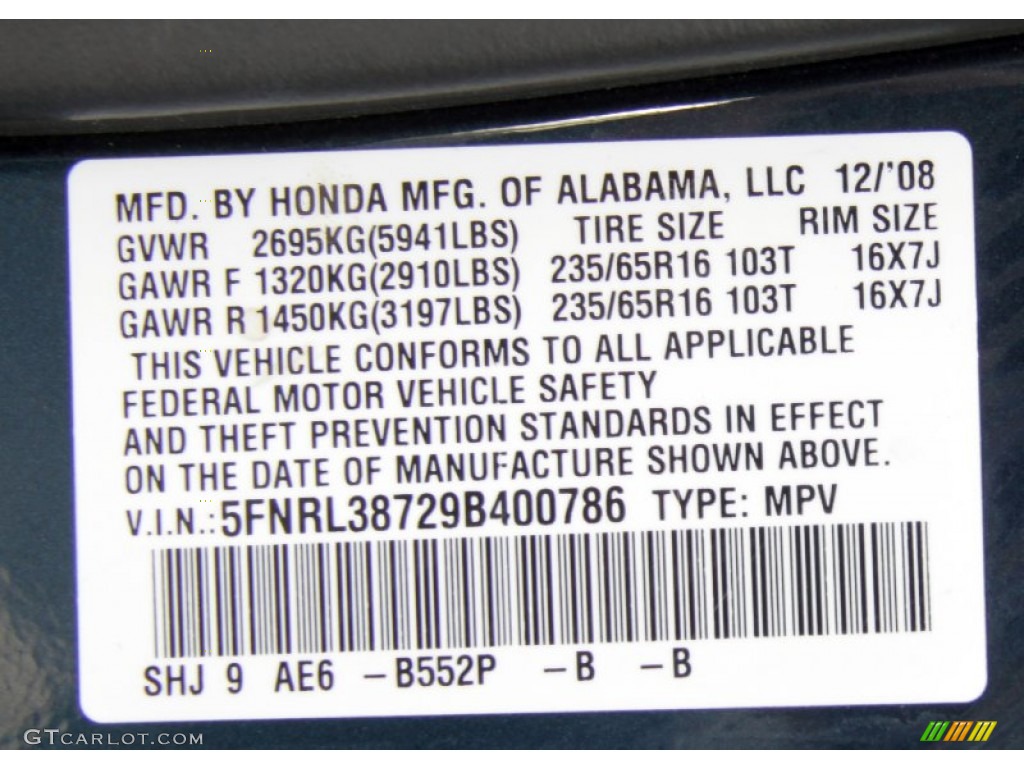 MFD. BY HONDA MFG. OF ALABAMA, LLC 12/'08
GVWR 2695KG(5941LBS) TIRE SIZE RIM SIZE
GAWR F 1320KG(2910LBS) 235/65R16 103T 16X7J
GAWR R 1450KG(3197LBS) 235/65R16 103T 16X7J
THIS VEHICLE CONFORMS TO ALL APPLICABLE
FEDERAL MOTOR VEHICLE SAFETY
AND THEFT PREVENTION STANDARDS IN EFFECT
ON THE DATE OF MANUFACTURE SHOWN ABOVE.
V.I.N.:5FNRL38729B400786 TYPE: MPV
SHJ 9 AE6 –B552P –B –B
GTCARLOT.COM